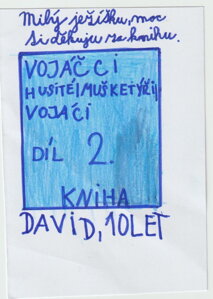 Milý ježíšku, moc
si děkuju za knihu.
VOJÁČCI
HUSITÉ/MUŠKETÝŘI/
VOJÁCI
DÍL 2.
KNIHA
DAVID, 10 LET